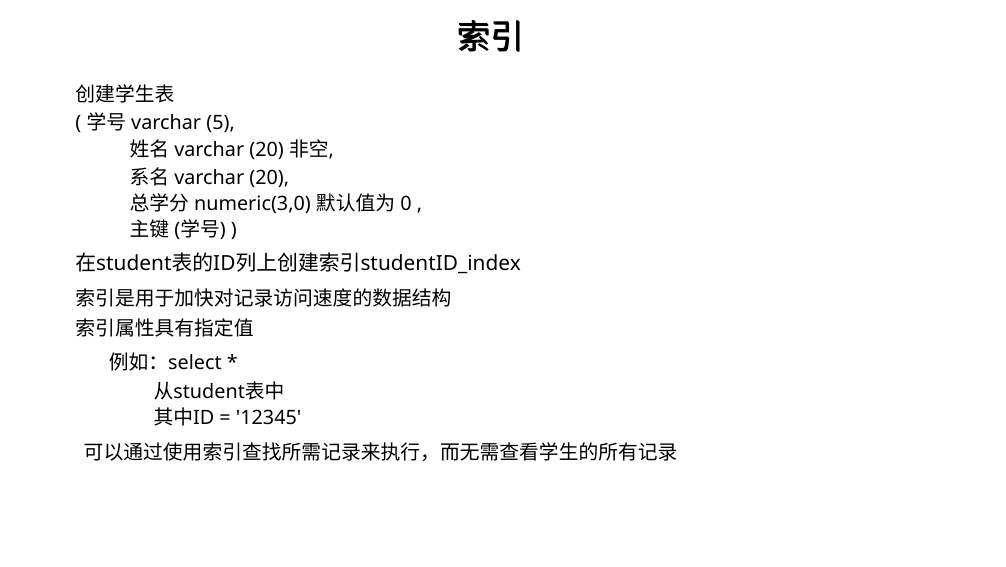 索引
创建学生表
( 学号 varchar (5),
姓名 varchar (20) 非空,
系名 varchar (20),
总学分 numeric(3,0) 默认值为 0 ,
主键 (学号) )
在student表的ID列上创建索引studentID_index
索引是用于加快对记录访问速度的数据结构
索引属性具有指定值
例如：select *
从student表中
其中ID = '12345'
可以通过使用索引查找所需记录来执行，而无需查看学生的所有记录